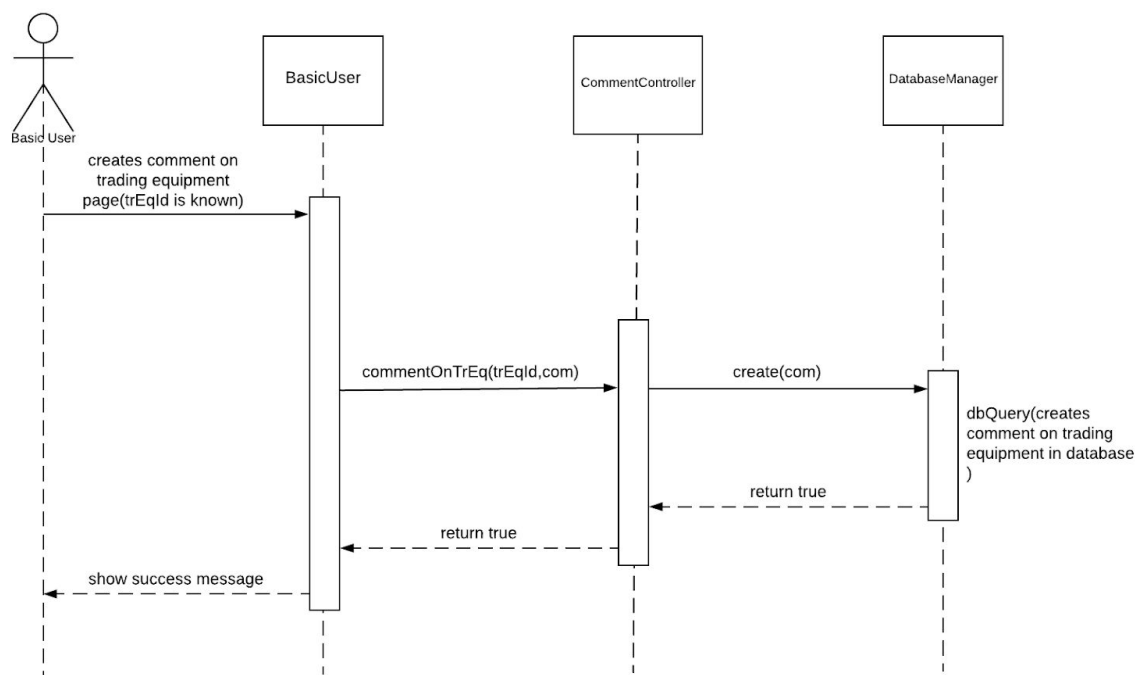 BasicUser
CommentController
DatabaseManager
Basic User
creates comment on
trading equipment
page(trEqId is known)
commentOnTrEq(trEqId,com)
create(com)
dbQuery(creates
comment on trading
equipment in database
)
return true
return true
show success message